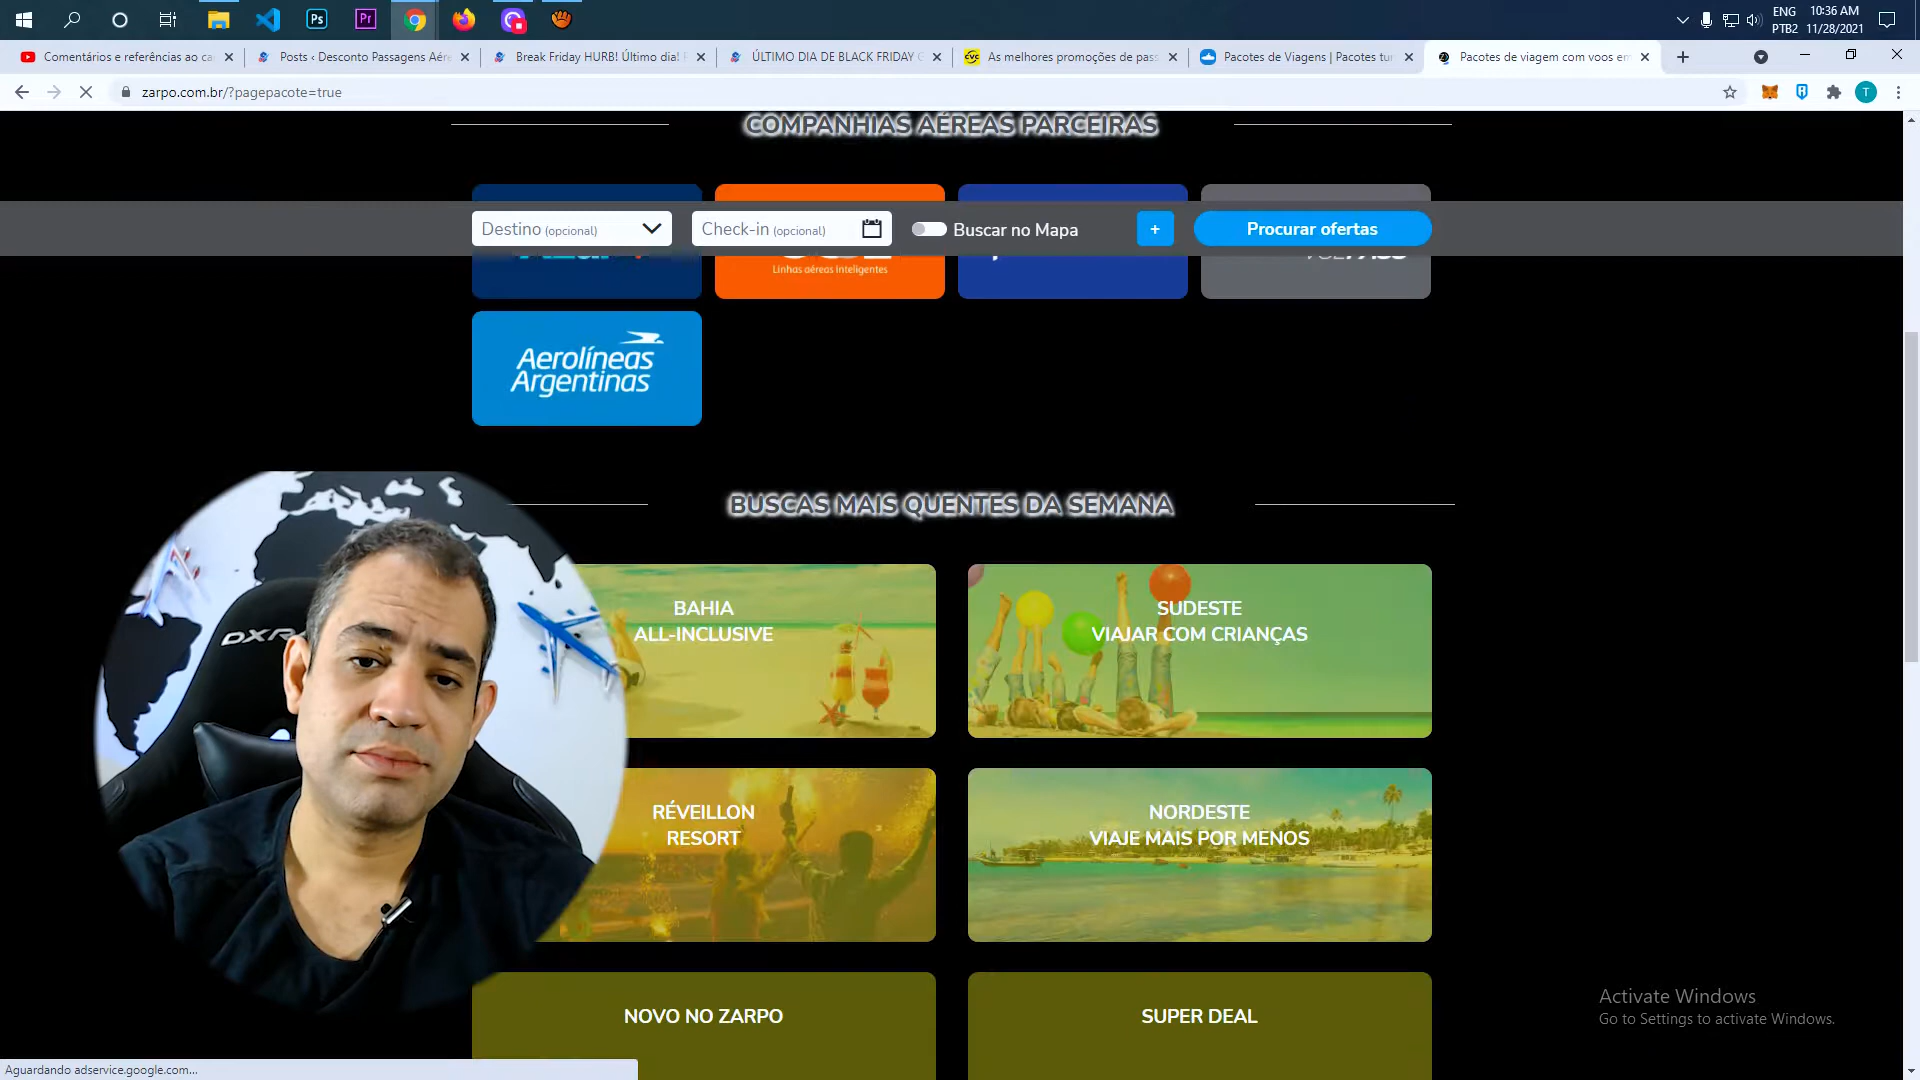 Ps
Pr
ENG
PTB2
10:36 AM
11/28/2021
Comentários e referências ao ca
Posts ‹ Desconto Passagens Aére
Break Friday HURB! Último dia!
ÚLTIMO DIA DE BLACK FRIDAY
CVC
As melhores promoções de pass
Pacotes de Viagens | Pacotes tur
Pacotes de viagem com voos em
zarpo.com.br/?pagepacote=true
T
COMPANHIAS AÉREAS PARCEIRAS
Destino (opcional)
Check-in (opcional)
Buscar no Mapa
+
Procurar ofertas
Linhas aéreas inteligentes
Aerolíneas
Argentinas
BUSCAS MAIS QUENTES DA SEMANA
BAHIA
ALL-INCLUSIVE
SUDESTE
VIAJAR COM CRIANÇAS
RÉVEILLON
RESORT
NORDESTE
VIAJE MAIS POR MENOS
NOVO NO ZARPO
SUPER DEAL
Activate Windows
Go to Settings to activate Windows.
Aguardando adservice.google.com...